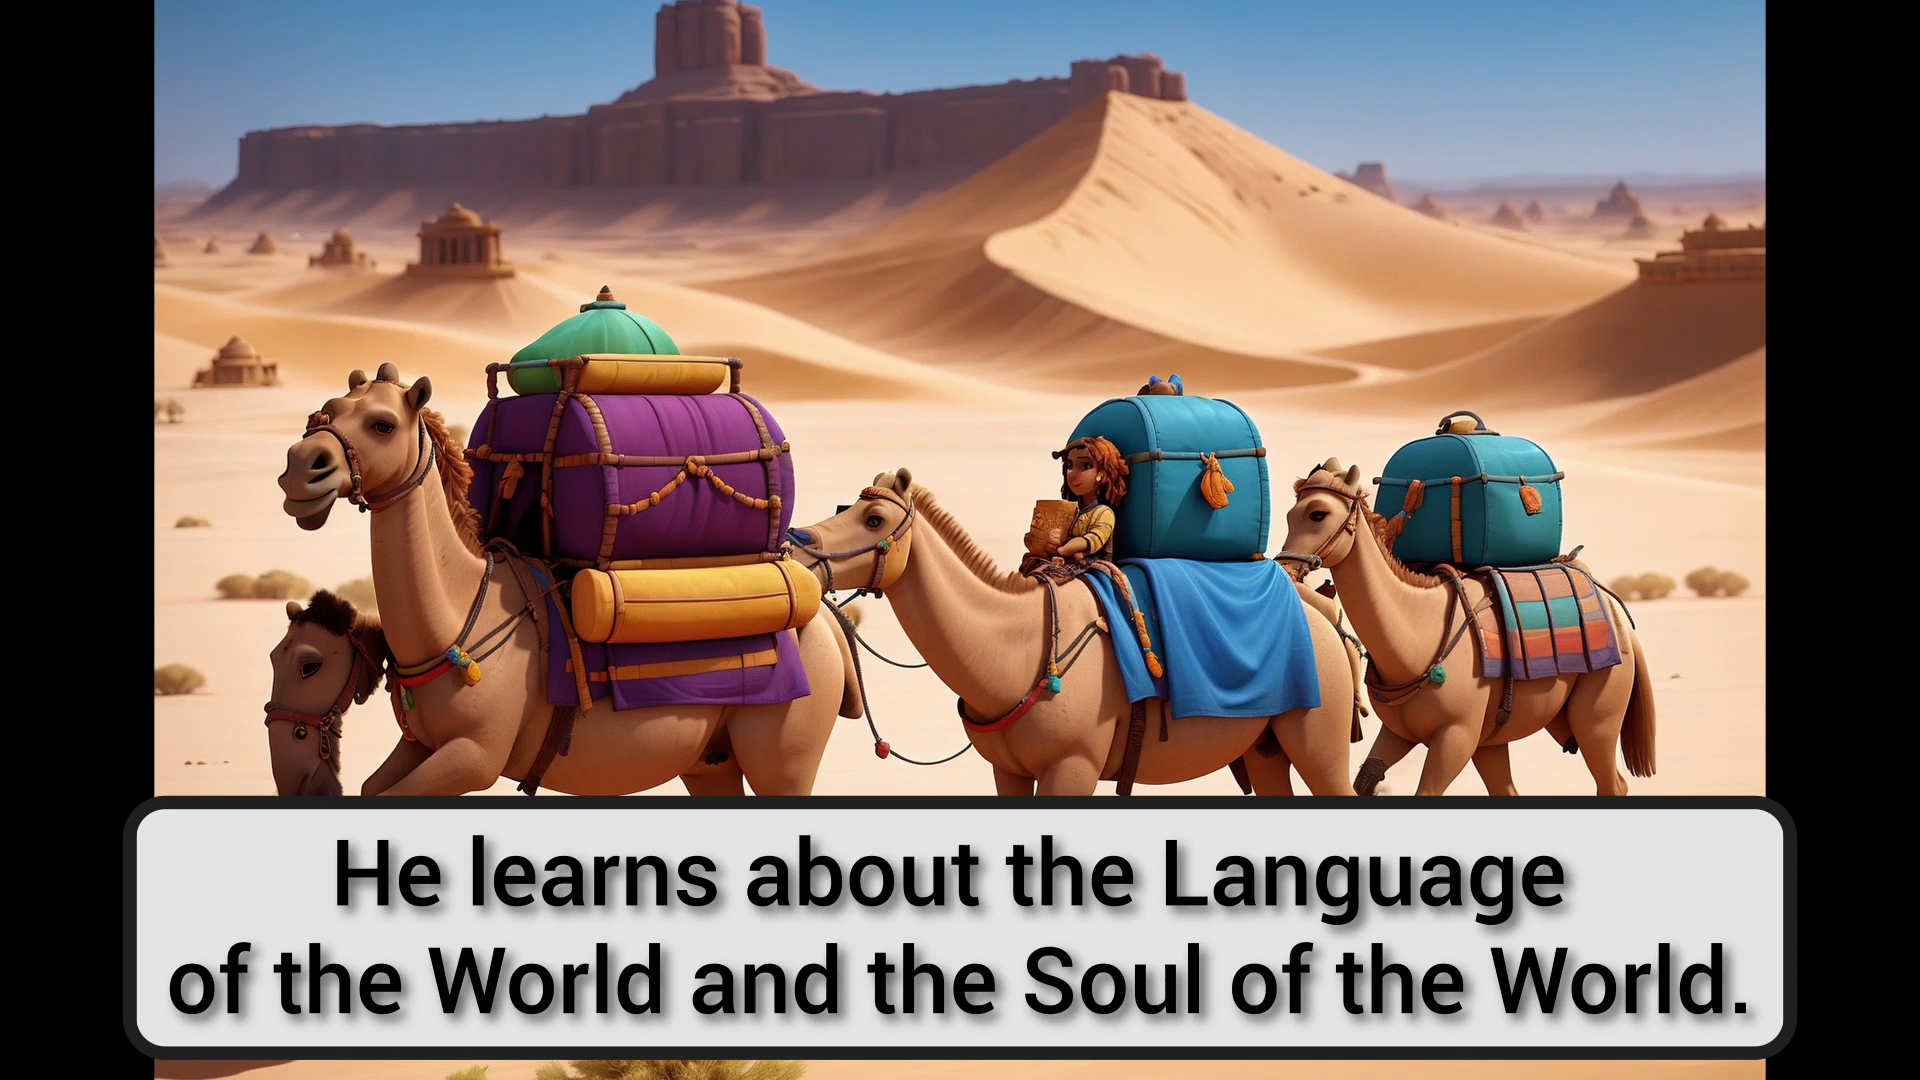 He learns about the Language
of the World and the Soul of the World.